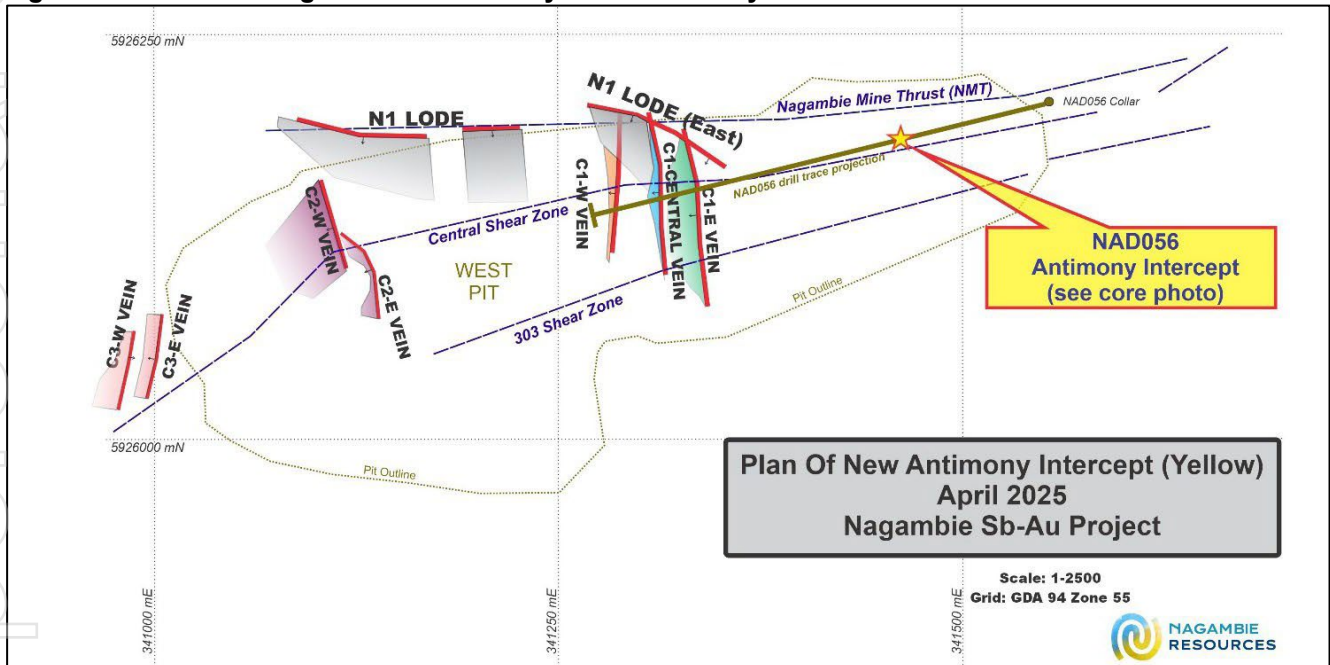 5926250 mN
N1 LODE
N1 LODE (East)
Nagambie Mine Thrust (NMT)
NAD056 Collar
NAD056 drill trace projection
C1-W VEIN
C1-CENTRAL VEIN
C1-E VEIN
C2-W VEIN
C2-E VEIN
Central Shear Zone
WEST
PIT
303 Shear Zone
Pit Outline
C3-W VEIN
C3-E VEIN
NAD056
Antimony Intercept
(see core photo)
5926000 mN
Pit Outline
Plan Of New Antimony Intercept (Yellow)
April 2025
Nagambie Sb-Au Project
Scale: 1-2500
Grid: GDA 94 Zone 55
341000 mE
341250 mE
341500 mE
NAGAMBIE
RESOURCES